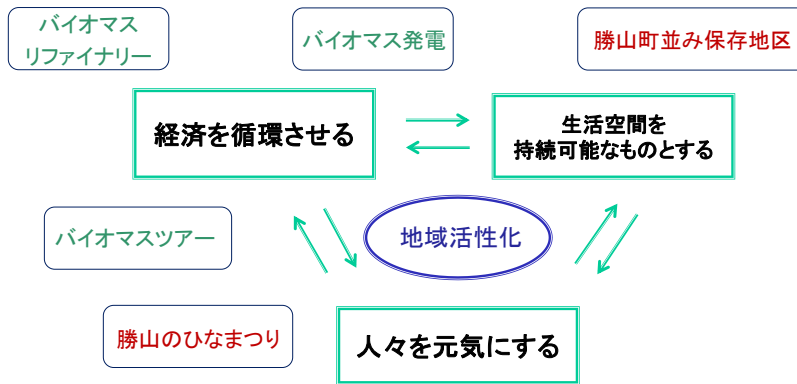 バイオマス
リファイナリー
バイオマス発電
勝山町並み保存地区
経済を循環させる
生活空間を
持続可能なものとする
バイオマスツアー
地域活性化
勝山のひなまつり
人々を元気にする